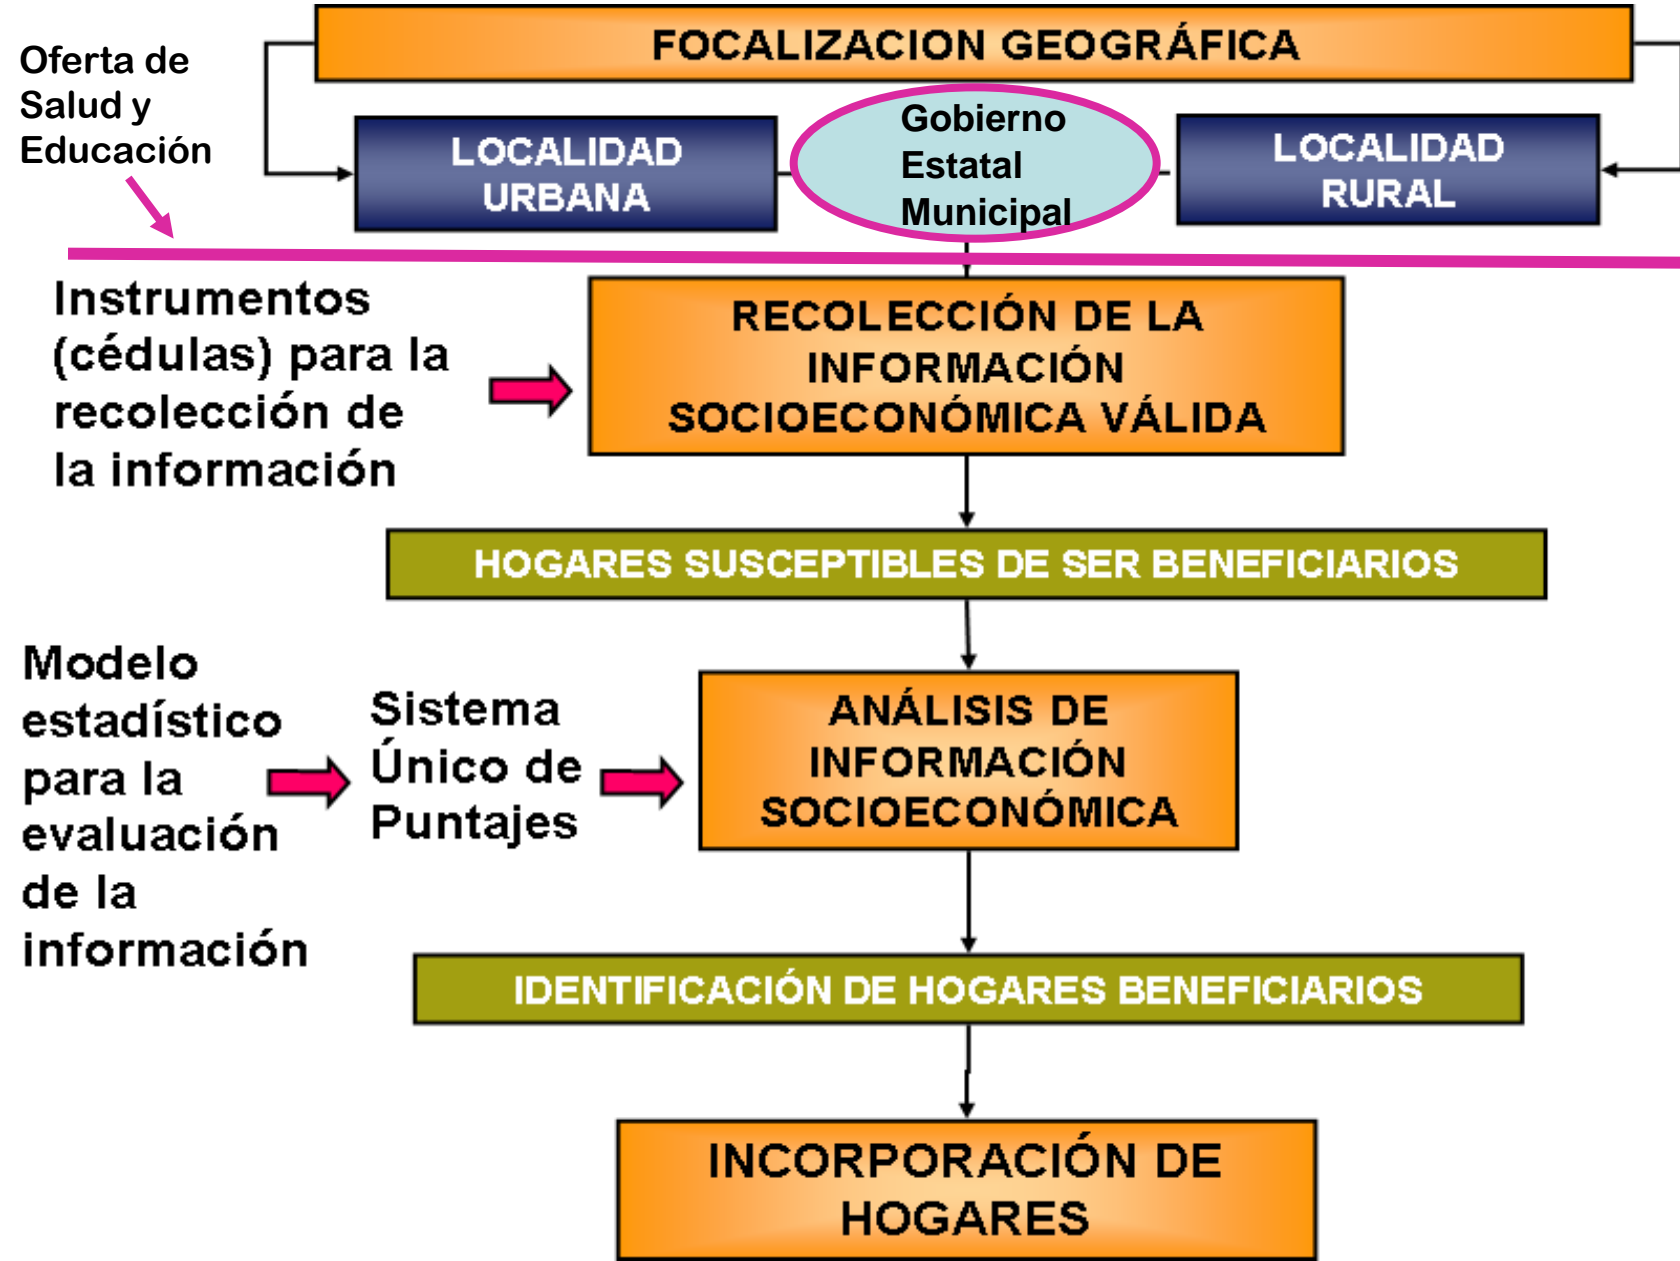 FOCALIZACION GEOGRÁFICA
Oferta de
Salud y
Educación
LOCALIDAD
URBANA
Gobierno
Estatal
Municipal
LOCALIDAD
RURAL
Instrumentos
(cédulas) para la
recolección de
la información
RECOLECCIÓN DE LA
INFORMACIÓN
SOCIOECONÓMICA VÁLIDA
HOGARES SUSCEPTIBLES DE SER BENEFICIARIOS
Modelo
estadístico
para la
evaluación
de la
información
Sistema
Único de
Puntajes
ANÁLISIS DE
INFORMACIÓN
SOCIOECONÓMICA
IDENTIFICACIÓN DE HOGARES BENEFICIARIOS
INCORPORACIÓN DE
HOGARES